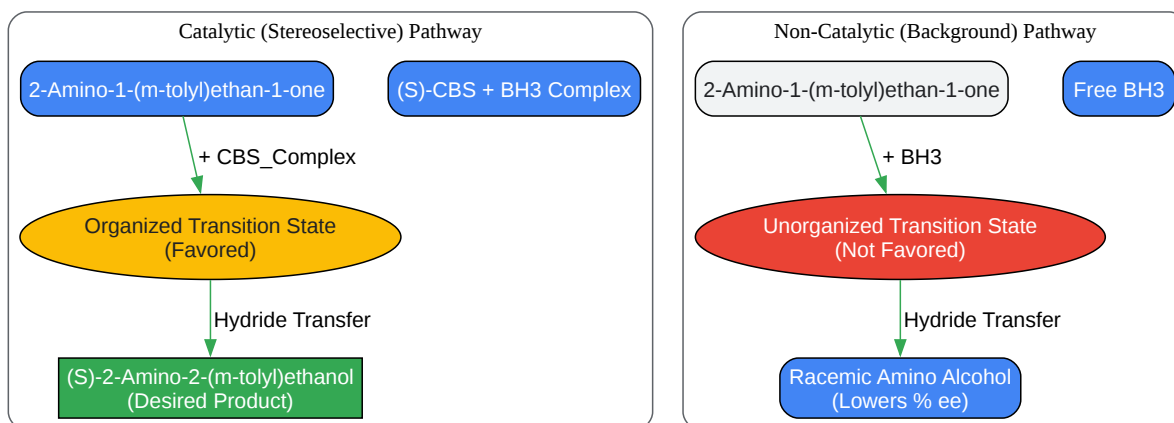 Catalytic (Stereoselective) Pathway
2-Amino-1-(m-tolyl)ethan-1-one
(S)-CBS + BH3 Complex
+ CBS_Complex
Organized Transition State
(Favored)
Hydride Transfer
(S)-2-Amino-2-(m-tolyl)ethanol
(Desired Product)
Non-Catalytic (Background) Pathway
2-Amino-1-(m-tolyl)ethan-1-one
Free BH3
+ BH3
Unorganized Transition State
(Not Favored)
Hydride Transfer
Racemic Amino Alcohol
(Lowers % ee)